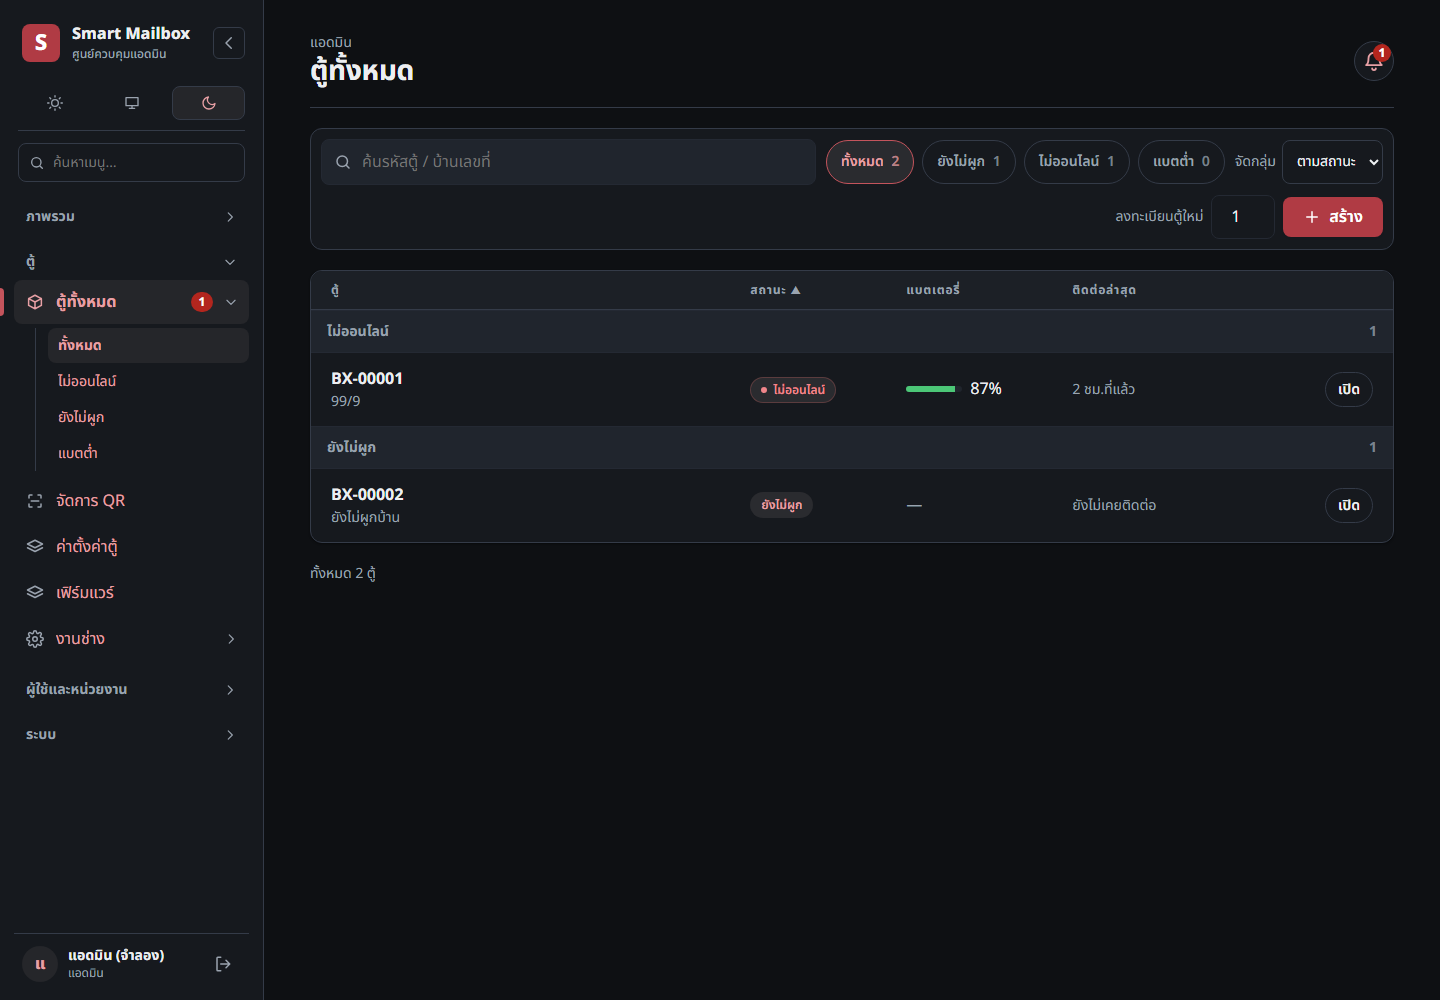 S
Smart Mailbox
ศูนย์ควบคุมแอดมิน
ค้นหาเมนู...
ภาพรวม
ตู้
ตู้ทั้งหมด 1
ทั้งหมด
ไม่ออนไลน์
ยังไม่ผูก
แบตต่ำ
จัดการ QR
ค่าตั้งค่าตู้
เฟิร์มแวร์
งานช่าง
ผู้ใช้และหน่วยงาน
ระบบ
แ
แอดมิน (จำลอง)
แอดมิน
แอดมิน
ตู้ทั้งหมด
1
ค้นรหัสตู้ / บ้านเลขที่
ทั้งหมด 2 ยังไม่ผูก 1 ไม่ออนไลน์ 1 แบตต่ำ 0 จัดกลุ่ม ตามสถานะ
ลงทะเบียนตู้ใหม่ 1 + สร้าง
ตู้ สถานะ ▲ แบตเตอรี่ ติดต่อล่าสุด
ไม่ออนไลน์ 1
BX-00001
99/9
ไม่ออนไลน์ 87% 2 ชม.ที่แล้ว เปิด
ยังไม่ผูก 1
BX-00002
ยังไม่ผูกบ้าน
ยังไม่ผูก — ยังไม่เคยติดต่อ เปิด
ทั้งหมด 2 ตู้